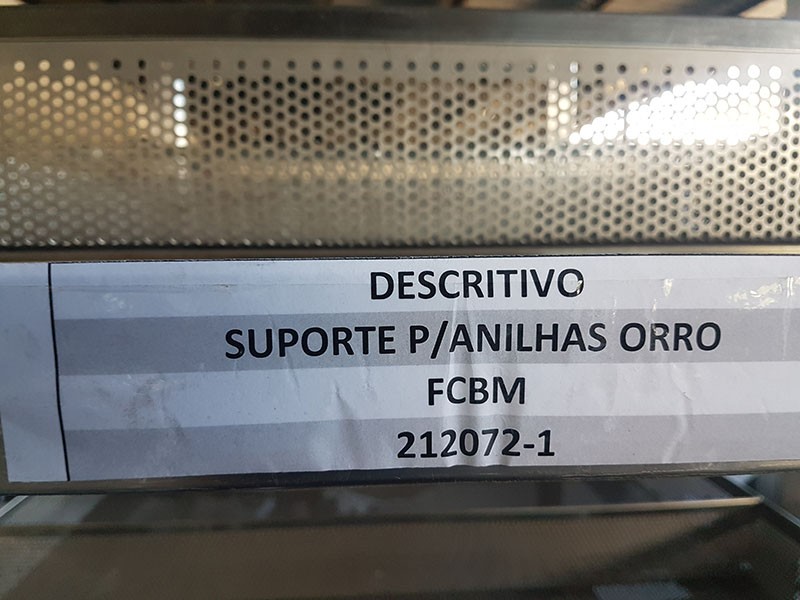 DESCRITIVO
SUPORTE P/ANILHAS ORRO
FCBM
212072-1